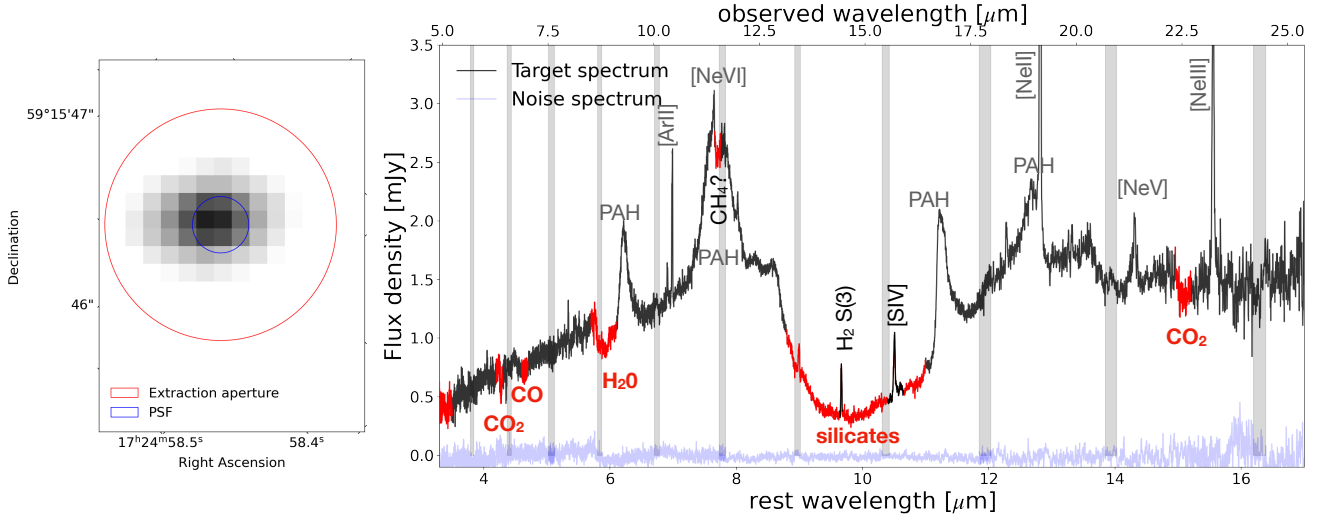 59°15'47"
46"
Declination
Extraction aperture
PSF
17ʰ24ᵐ58.5ˢ
58.4ˢ
Right Ascension
observed wavelength [μm]
5.0 7.5 10.0 12.5 15.0 17.5 20.0 22.5 25.0
Flux density [mJy]
3.5
3.0
2.5
2.0
1.5
1.0
0.5
0.0
Target spectrum
Noise spectrum
CO₂
CO
H₂0
PAH
[ArII]
[NeVI]
CH₄?
PAH
H₂ S(3)
silicates
[SIV]
PAH
PAH
[NeII]
[NeV]
CO₂
[NeIII]
4 6 8 10 12 14 16
rest wavelength [μm]